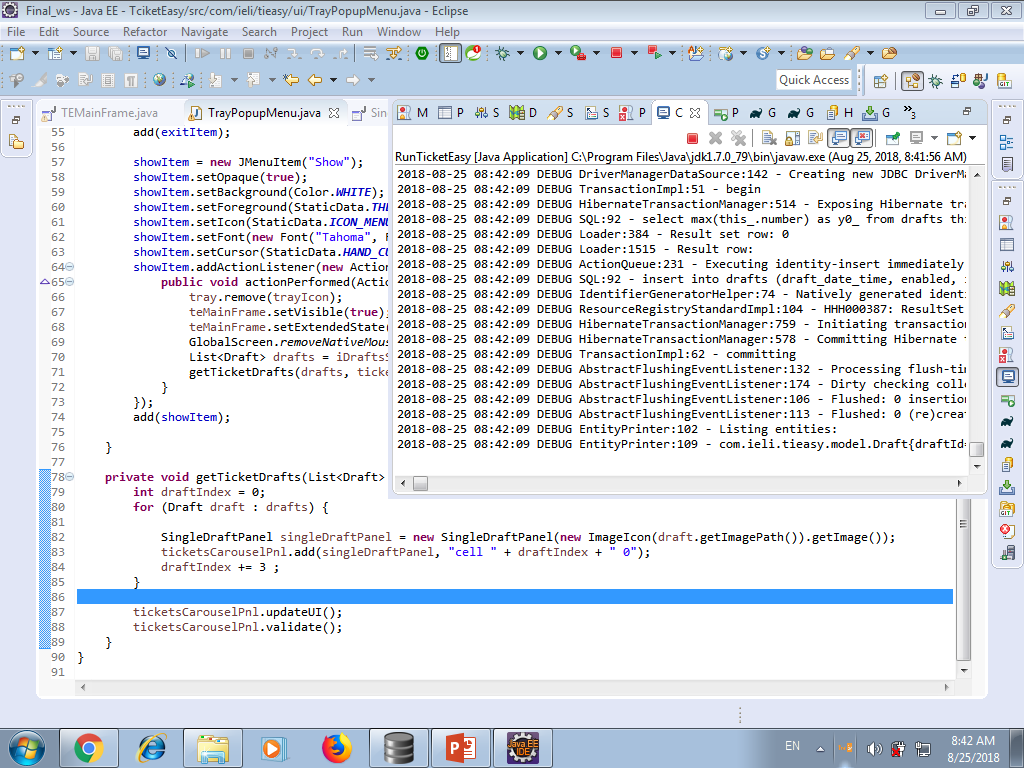 Final_ws - Java EE - TciketEasy/src/com/ieli/tieasy/ui/TrayPopupMenu.java - Eclipse
File Edit Source Refactor Navigate Search Project Run Window Help
Quick Access
TEMainFrame.java TrayPopupMenu.java Sin
M P S D S S P C P G G H G »3
RunTicketEasy [Java Application] C:\Program Files\Java\jdk1.7.0_79\bin\javaw.exe (Aug 25, 2018, 8:41:56 AM)
2018-08-25 08:42:09 DEBUG DriverManagerDataSource:142 - Creating new JDBC DriverMa
2018-08-25 08:42:09 DEBUG TransactionImpl:51 - begin
2018-08-25 08:42:09 DEBUG HibernateTransactionManager:514 - Exposing Hibernate tra
2018-08-25 08:42:09 DEBUG SQL:92 - select max(this_.number) as y0_ from drafts thi
2018-08-25 08:42:09 DEBUG Loader:384 - Result set row: 0
2018-08-25 08:42:09 DEBUG Loader:1515 - Result row:
2018-08-25 08:42:09 DEBUG ActionQueue:231 - Executing identity-insert immediately
2018-08-25 08:42:09 DEBUG SQL:92 - insert into drafts (draft_date_time, enabled, i
2018-08-25 08:42:09 DEBUG IdentifierGeneratorHelper:74 - Natively generated identi
2018-08-25 08:42:09 DEBUG ResourceRegistryStandardImpl:104 - HHH000387: ResultSet
2018-08-25 08:42:09 DEBUG HibernateTransactionManager:759 - Initiating transaction
2018-08-25 08:42:09 DEBUG HibernateTransactionManager:578 - Committing Hibernate t
2018-08-25 08:42:09 DEBUG TransactionImpl:62 - committing
2018-08-25 08:42:09 DEBUG AbstractFlushingEventListener:132 - Processing flush-tim
2018-08-25 08:42:09 DEBUG AbstractFlushingEventListener:174 - Dirty checking colle
2018-08-25 08:42:09 DEBUG AbstractFlushingEventListener:106 - Flushed: 0 insertion
2018-08-25 08:42:09 DEBUG AbstractFlushingEventListener:113 - Flushed: 0 (re)creat
2018-08-25 08:42:09 DEBUG EntityPrinter:102 - Listing entities:
2018-08-25 08:42:09 DEBUG EntityPrinter:109 - com.ieli.tieasy.model.Draft{draftId=
55 add(exitItem);
56
57 showItem = new JMenuItem("Show");
58 showItem.setOpaque(true);
59 showItem.setBackground(Color.WHITE);
60 showItem.setForeground(StaticData.THE
61 showItem.setIcon(StaticData.ICON_MENU
62 showItem.setFont(new Font("Tahoma", F
63 showItem.setCursor(StaticData.HAND_CU
64 showItem.addActionListener(new Action
65 public void actionPerformed(Actio
66 tray.remove(trayIcon);
67 teMainFrame.setVisible(true);
68 teMainFrame.setExtendedState(
69 GlobalScreen.removeNativeMous
70 List<Draft> drafts = iDraftsS
71 getTicketDrafts(drafts, ticke
72 }
73 });
74 add(showItem);
75
76 }
77
78 private void getTicketDrafts(List<Draft>
79 int draftIndex = 0;
80 for (Draft draft : drafts) {
81
82 SingleDraftPanel singleDraftPanel = new SingleDraftPanel(new ImageIcon(draft.getImagePath()).getImage());
83 ticketsCarouselPnl.add(singleDraftPanel, "cell " + draftIndex + " 0");
84 draftIndex += 3 ;
85 }
86
87 ticketsCarouselPnl.updateUI();
88 ticketsCarouselPnl.validate();
89 }
90 }
91
EN 8:42 AM
8/25/2018